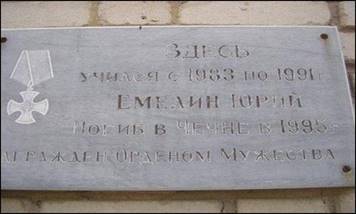 Здесь
учился с 1983 по 1991г
Емелин Юрий
Погиб в Чечне в 1995г
награжден Орденом Мужества